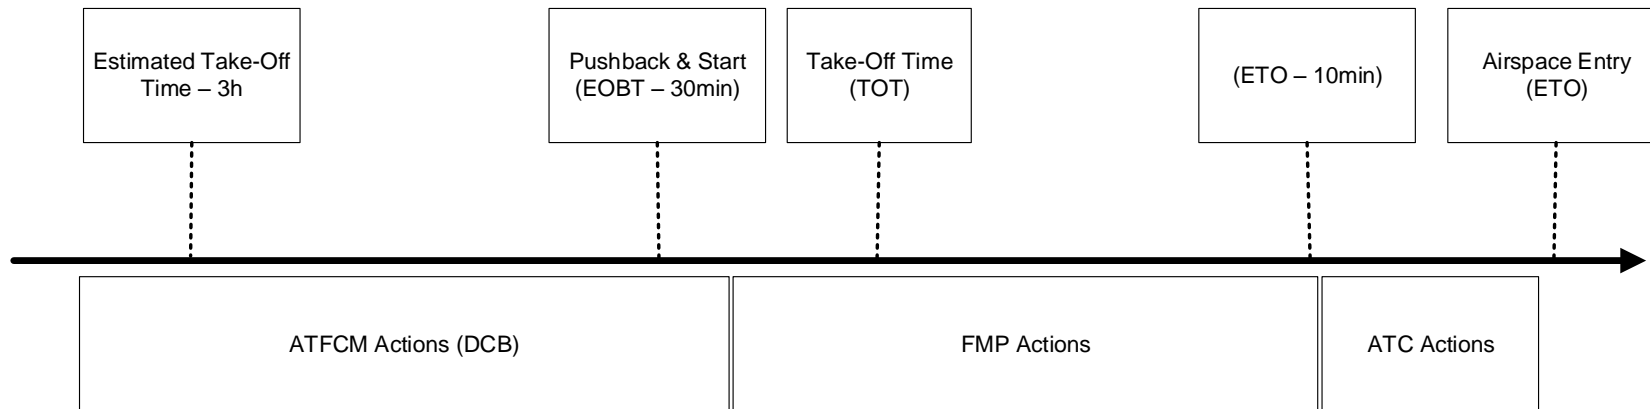 Estimated Take-Off
Time – 3h
Pushback & Start
(EOBT – 30min)
Take-Off Time
(TOT)
(ETO – 10min)
Airspace Entry
(ETO)
ATFCM Actions (DCB)
FMP Actions
ATC Actions